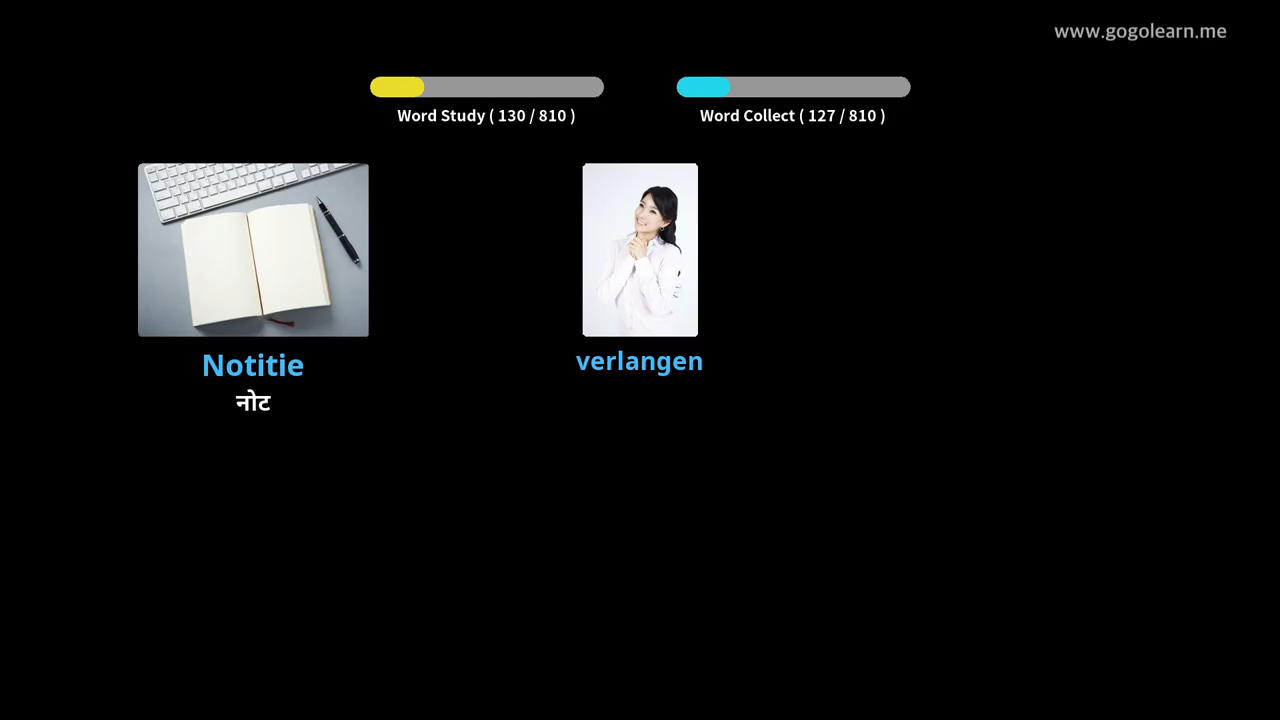 www.gogolearn.me
Word Study ( 130 / 810 )
Word Collect ( 127 / 810 )
Notitie
नोट
verlangen